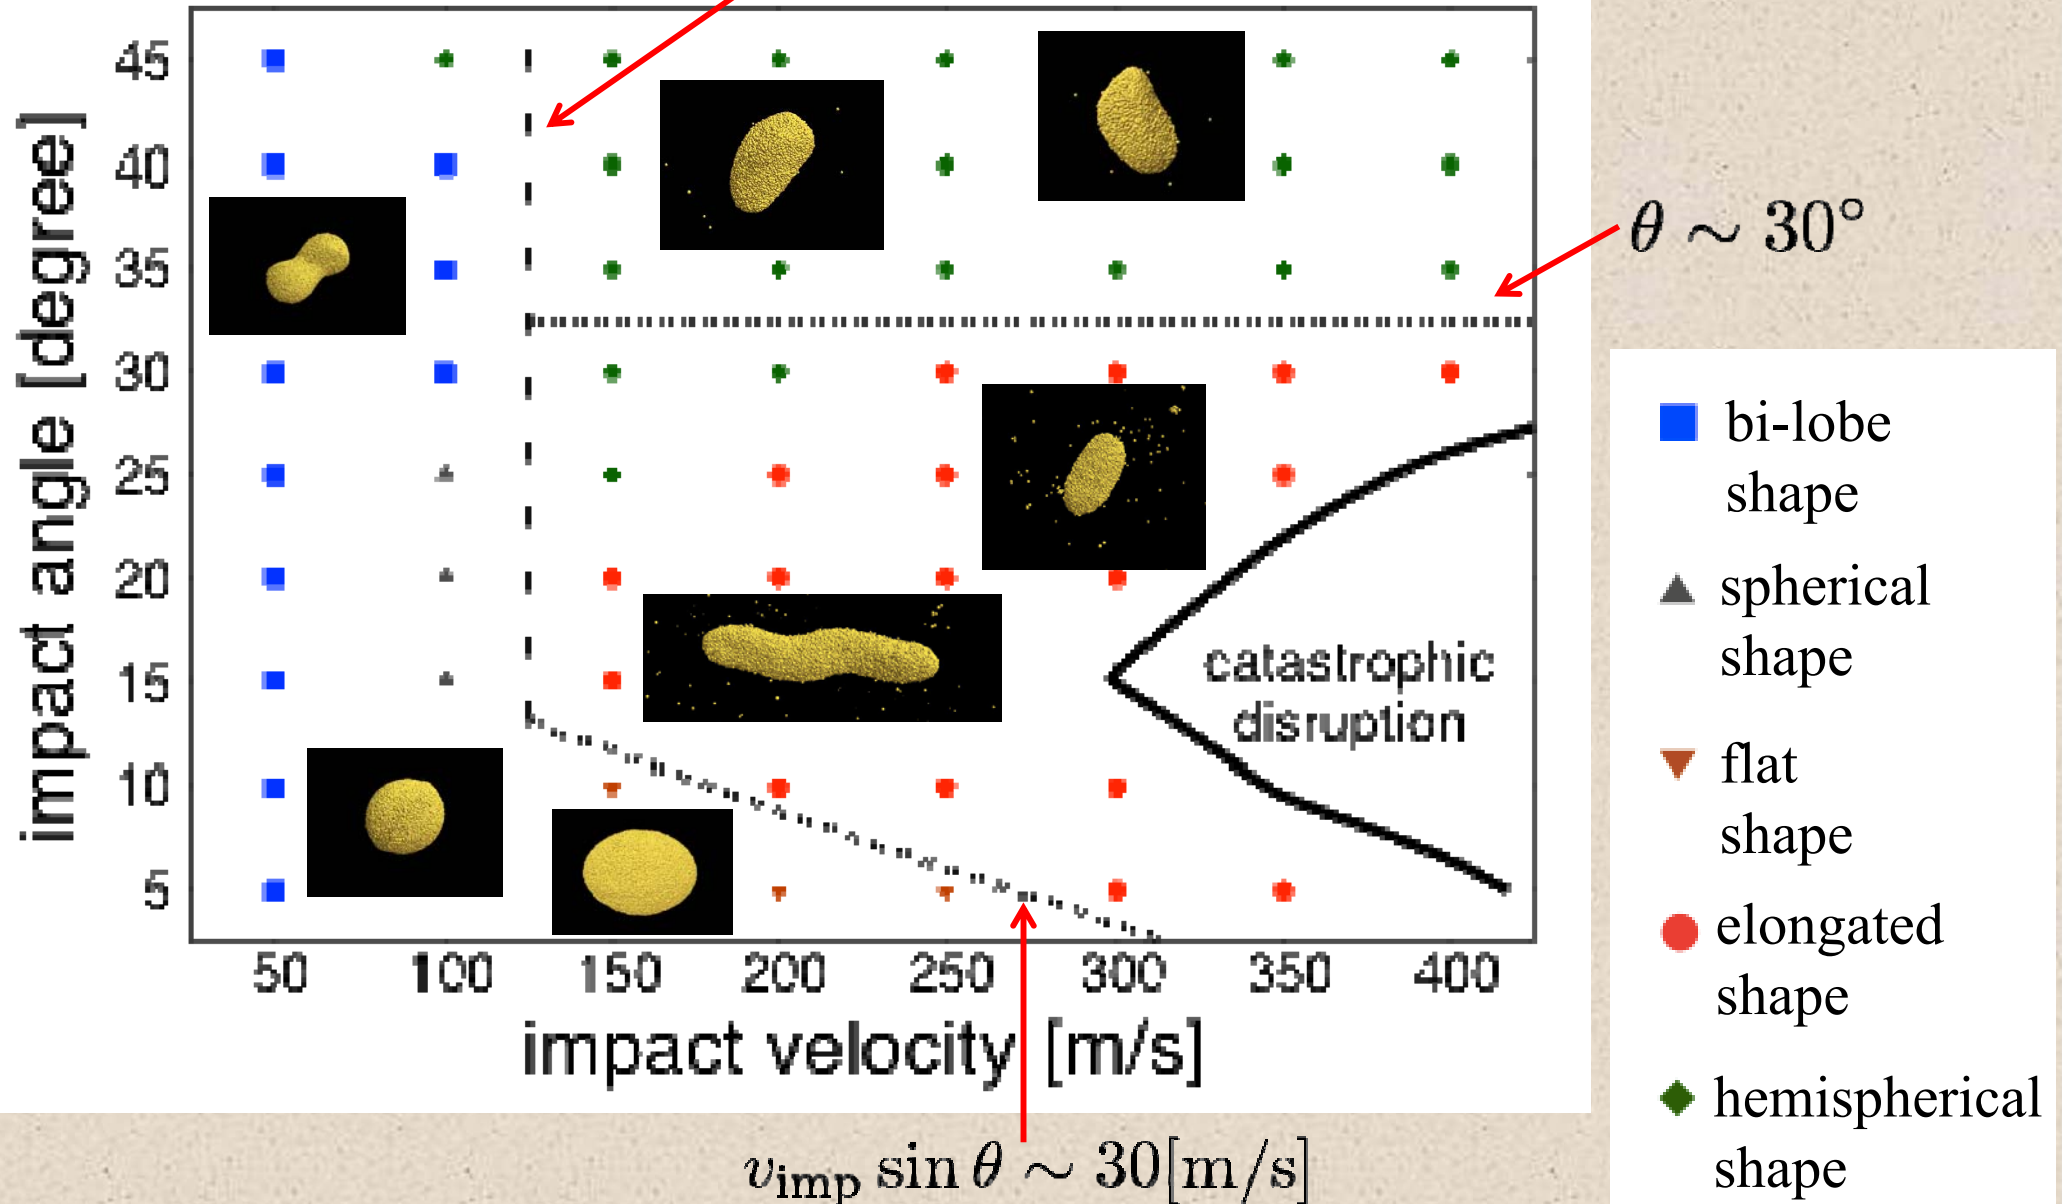 45
40
35
30
25
20
15
10
5
impact angle [degree]
50 100 150 200 250 300 350 400
impact velocity [m/s]
catastrophic
disruption
θ ∼ 30°
v_imp sin θ ∼ 30[m/s]
bi-lobe
shape
spherical
shape
flat
shape
elongated
shape
hemispherical
shape